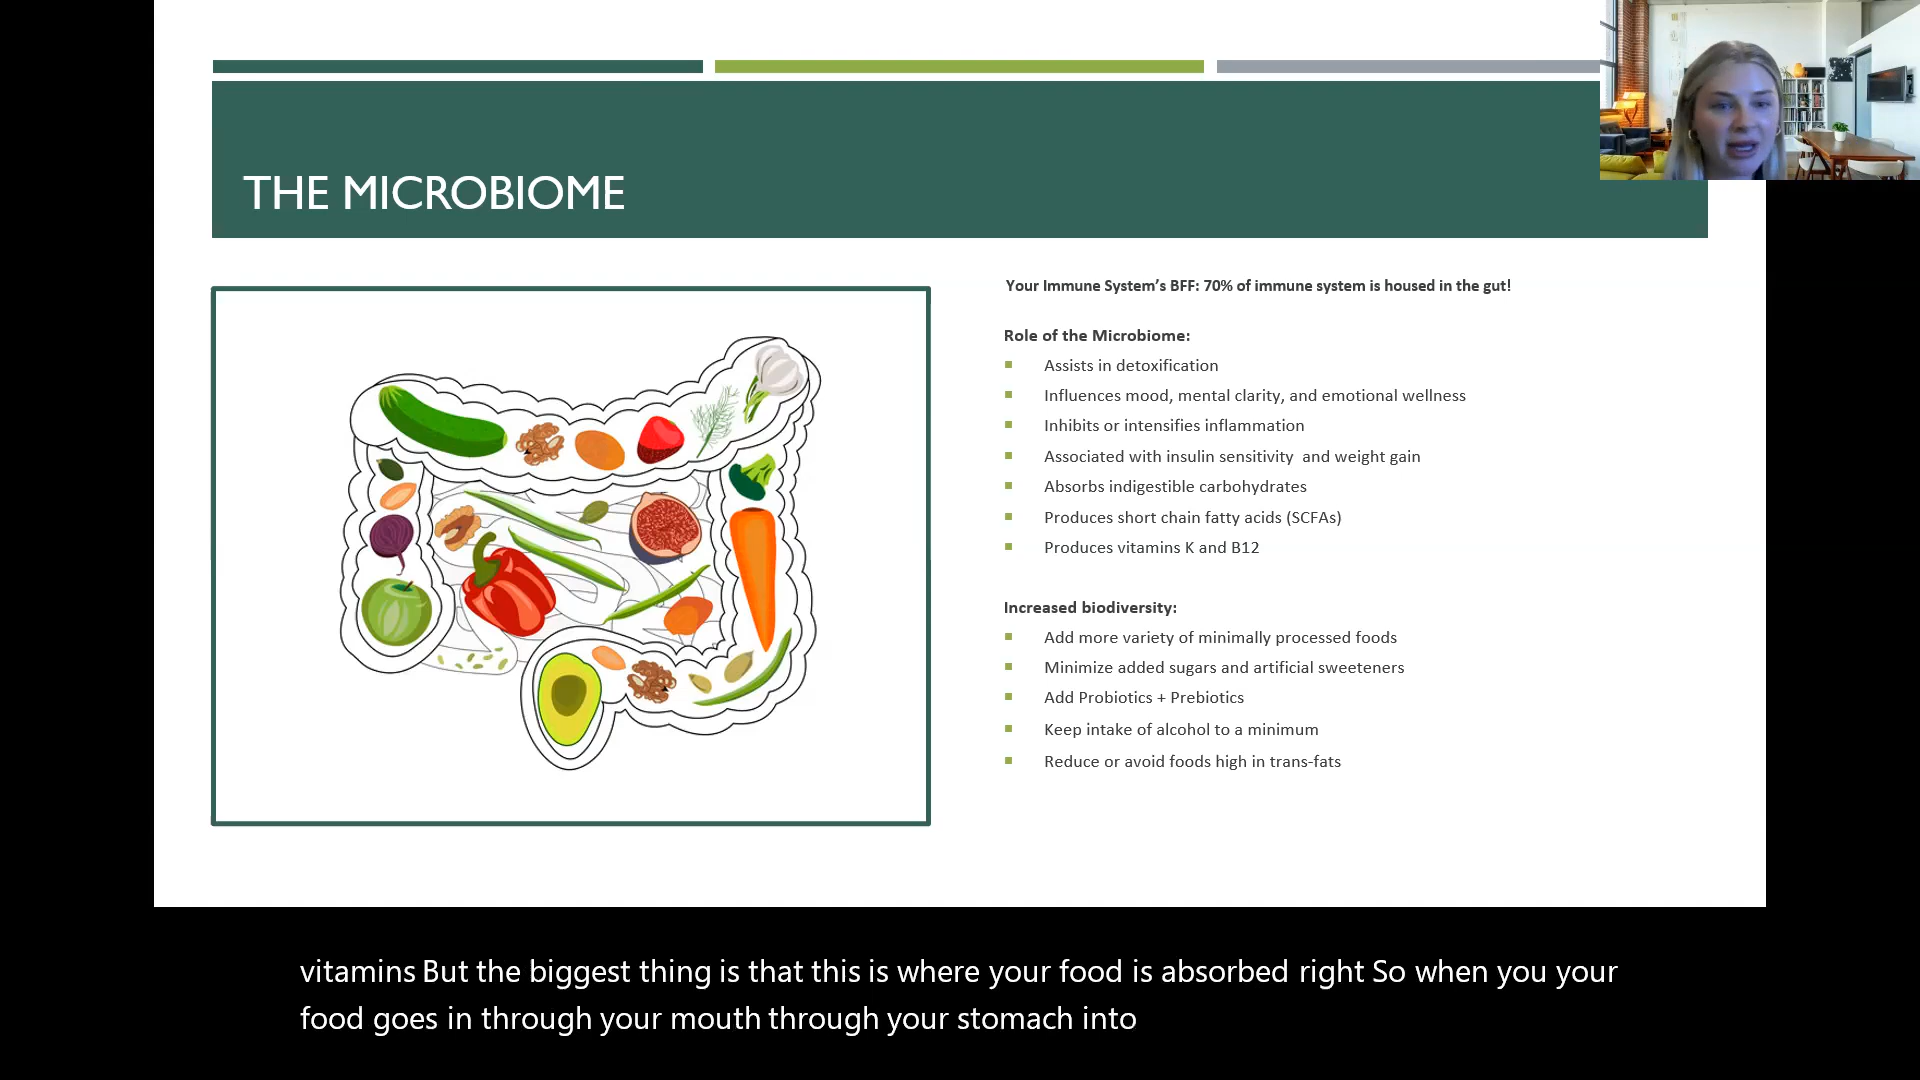 THE MICROBIOME
Your Immune System’s BFF: 70% of immune system is housed in the gut!
Role of the Microbiome:
Assists in detoxification
Influences mood, mental clarity, and emotional wellness
Inhibits or intensifies inflammation
Associated with insulin sensitivity  and weight gain
Absorbs indigestible carbohydrates
Produces short chain fatty acids (SCFAs)
Produces vitamins K and B12
Increased biodiversity:
Add more variety of minimally processed foods
Minimize added sugars and artificial sweeteners
Add Probiotics + Prebiotics
Keep intake of alcohol to a minimum
Reduce or avoid foods high in trans-fats
vitamins But the biggest thing is that this is where your food is absorbed right So when you your
food goes in through your mouth through your stomach into